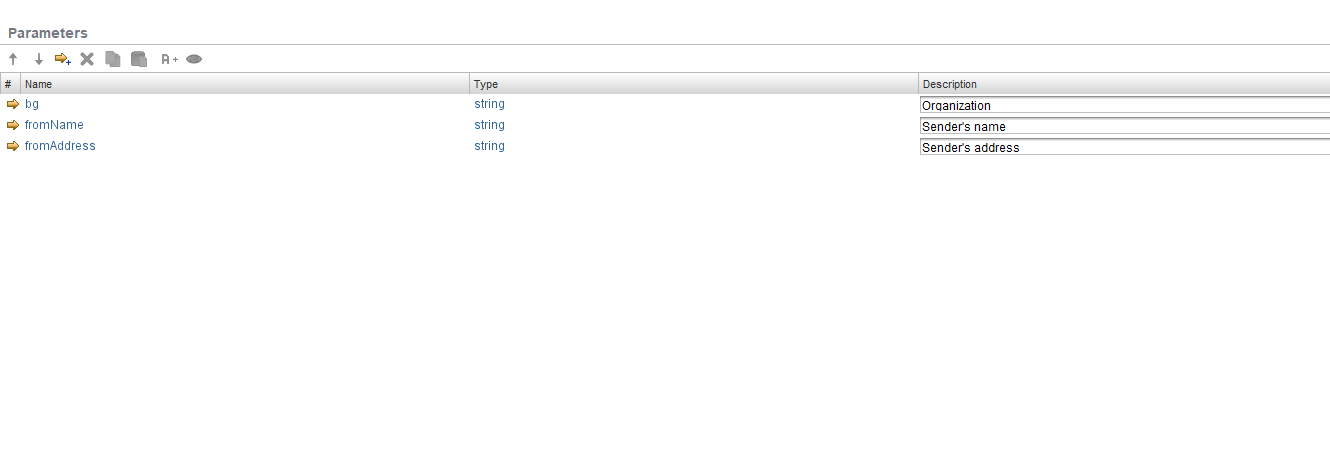 Parameters
A +
# Name Type Description
bg string Organization
fromName string Sender's name
fromAddress string Sender's address